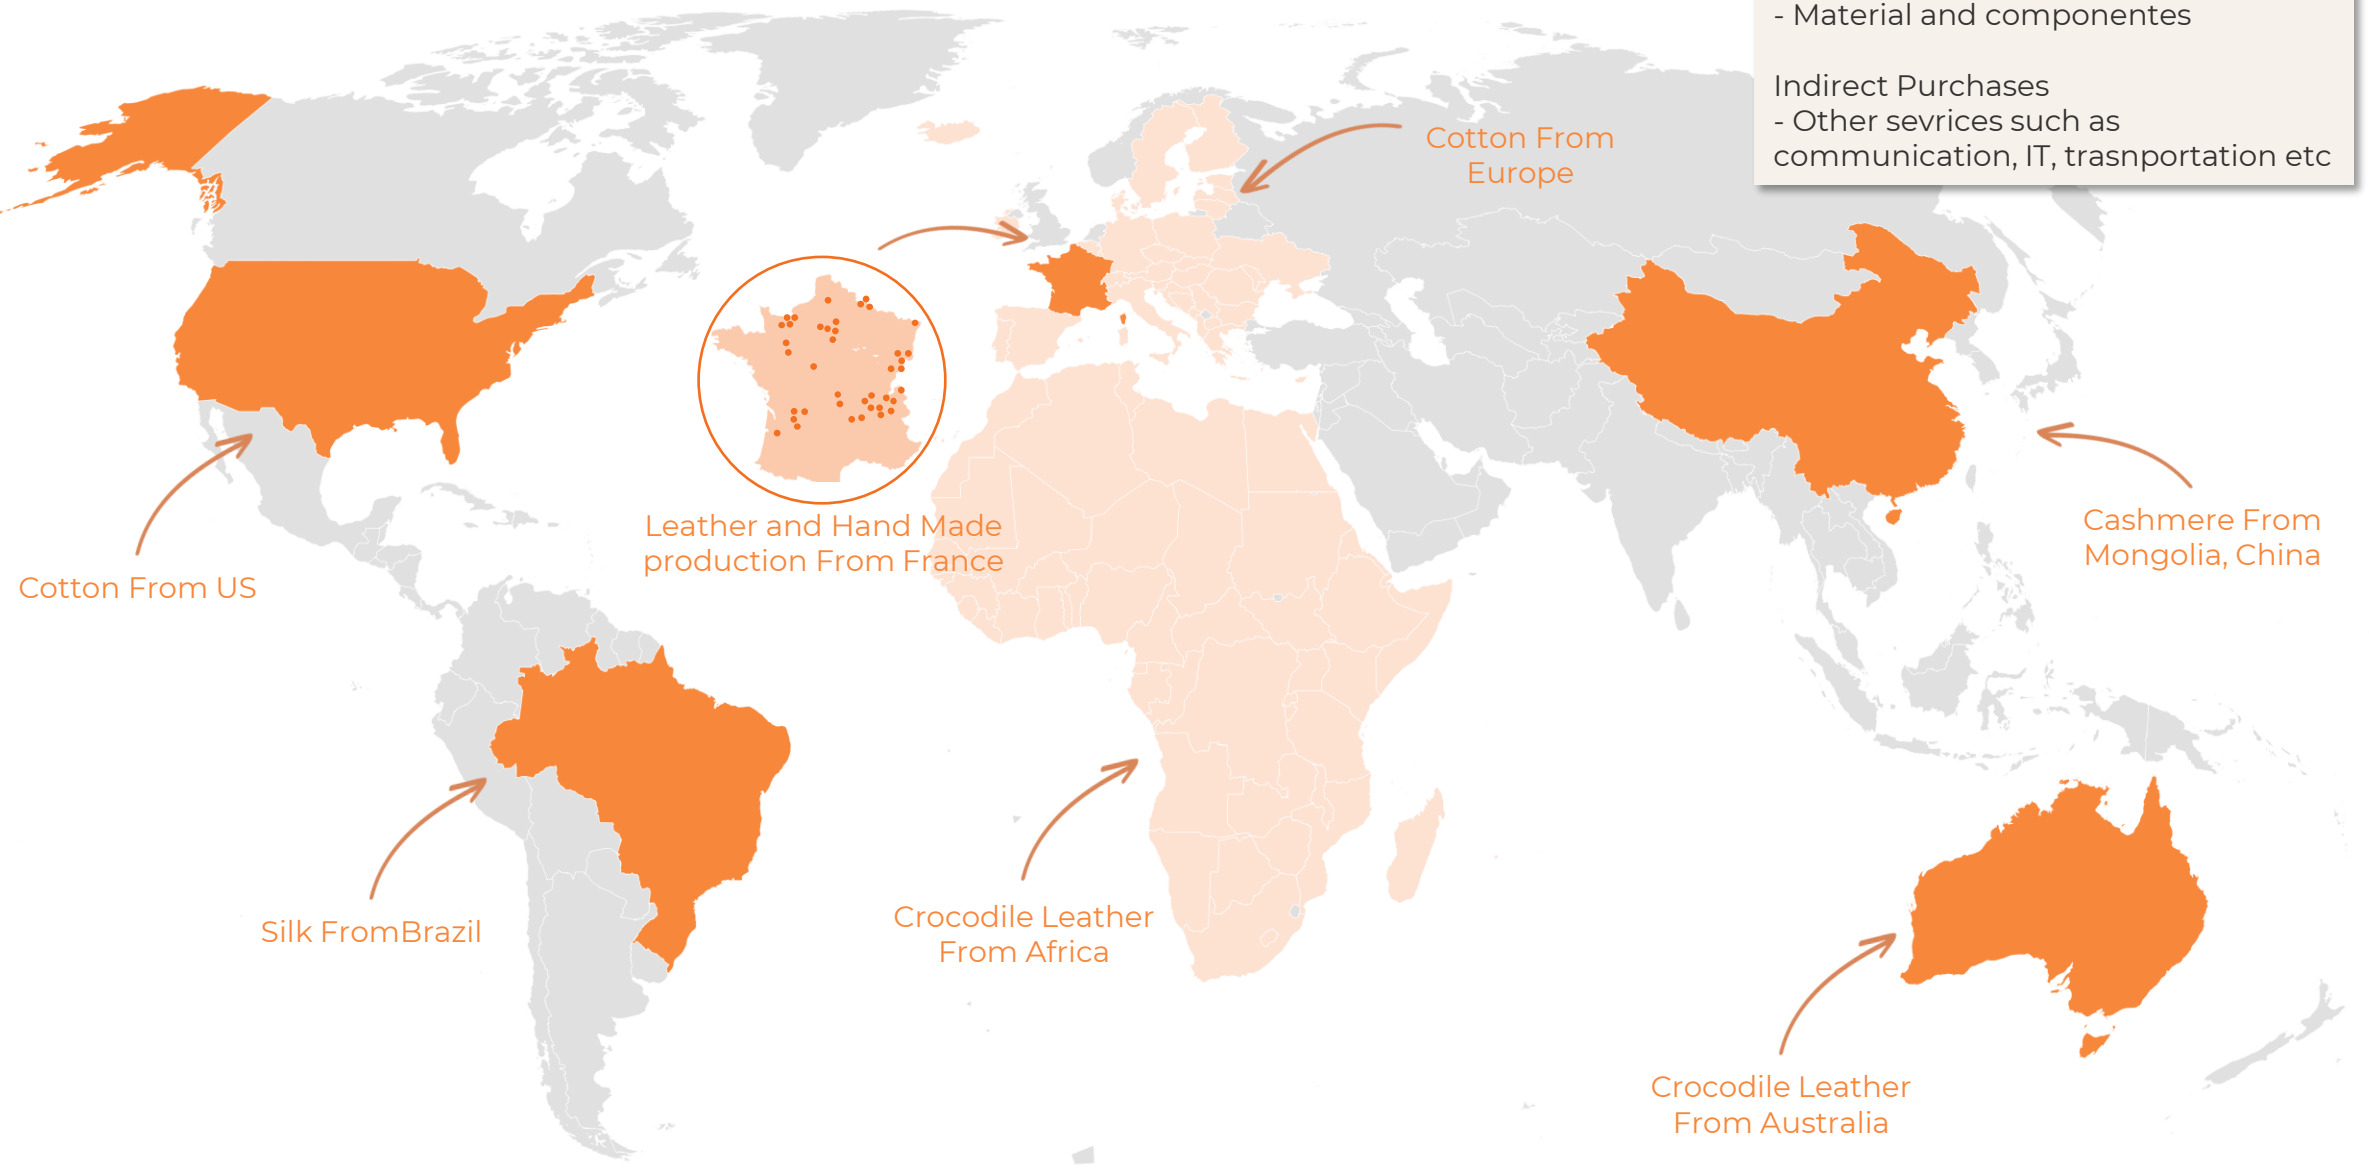 - Material and componentes
Indirect Purchases
- Other sevrices such as
communication, IT, trasnportation etc
Cotton From
Europe
Leather and Hand Made
production From France
Cashmere From
Mongolia, China
Cotton From US
Silk FromBrazil
Crocodile Leather
From Africa
Crocodile Leather
From Australia